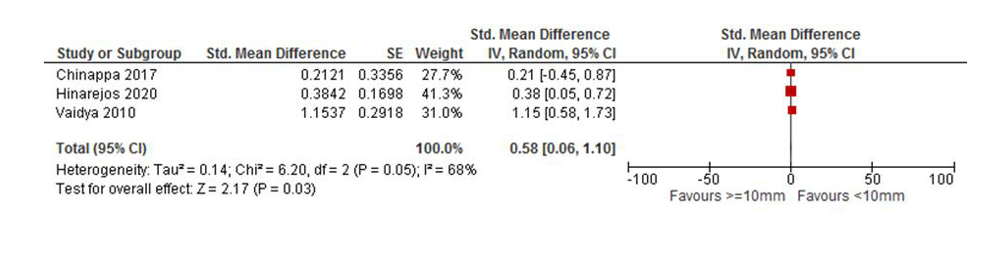 Std. Mean Difference Std. Mean Difference
Study or Subgroup Std. Mean Difference SE Weight IV, Random, 95% CI IV, Random, 95% CI
Chinappa 2017 0.2121 0.3356 27.7% 0.21 [-0.45, 0.87]
Hinarejos 2020 0.3842 0.1698 41.3% 0.38 [0.05, 0.72]
Vaidya 2010 1.1537 0.2918 31.0% 1.15 [0.58, 1.73]
Total (95% CI) 100.0% 0.58 [0.06, 1.10]
Heterogeneity: Tau² = 0.14; Chi² = 6.20, df = 2 (P = 0.05); I² = 68%
Test for overall effect: Z = 2.17 (P = 0.03)
-100 -50 0 50 100
Favours >=10mm Favours <10mm